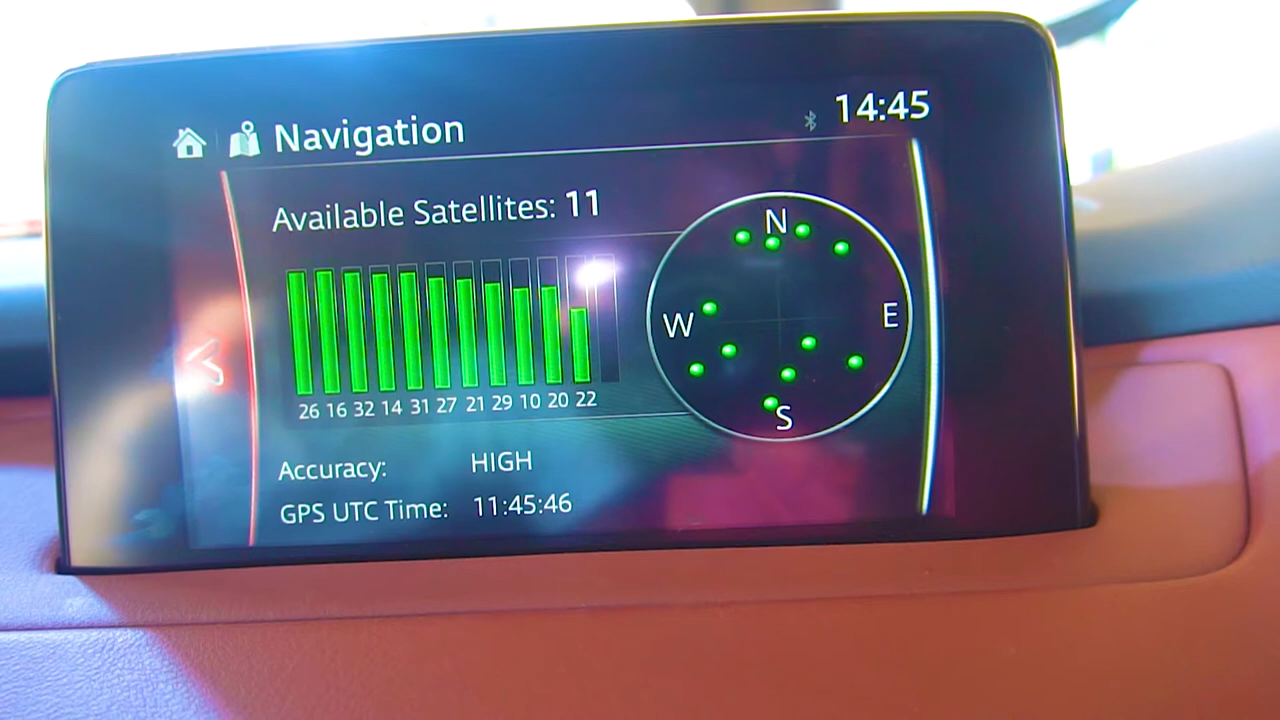 Navigation
14:45
Available Satellites: 11
N
W
E
S
26 16 32 14 31 27 21 29 10 20 22
Accuracy: HIGH
GPS UTC Time: 11:45:46